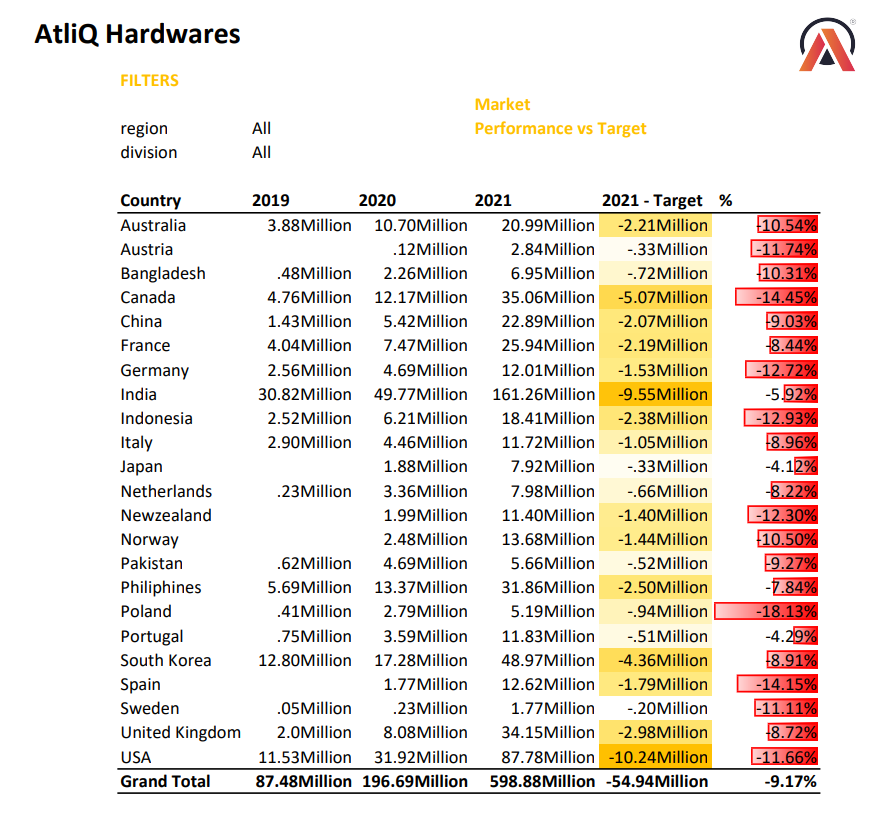 AtliQ Hardwares
FILTERS
Market
region All Performance vs Target
division All
Country 2019 2020 2021 2021 - Target %
Australia 3.88Million 10.70Million 20.99Million -2.21Million -10.54%
Austria .12Million 2.84Million -.33Million -11.74%
Bangladesh .48Million 2.26Million 6.95Million -.72Million -10.31%
Canada 4.76Million 12.17Million 35.06Million -5.07Million -14.45%
China 1.43Million 5.42Million 22.89Million -2.07Million -9.03%
France 4.04Million 7.47Million 25.94Million -2.19Million -8.44%
Germany 2.56Million 4.69Million 12.01Million -1.53Million -12.72%
India 30.82Million 49.77Million 161.26Million -9.55Million -5.92%
Indonesia 2.52Million 6.21Million 18.41Million -2.38Million -12.93%
Italy 2.90Million 4.46Million 11.72Million -1.05Million -8.96%
Japan 1.88Million 7.92Million -.33Million -4.12%
Netherlands .23Million 3.36Million 7.98Million -.66Million -8.22%
Newzealand 1.99Million 11.40Million -1.40Million -12.30%
Norway 2.48Million 13.68Million -1.44Million -10.50%
Pakistan .62Million 4.69Million 5.66Million -.52Million -9.27%
Philiphines 5.69Million 13.37Million 31.86Million -2.50Million -7.84%
Poland .41Million 2.79Million 5.19Million -.94Million -18.13%
Portugal .75Million 3.59Million 11.83Million -.51Million -4.29%
South Korea 12.80Million 17.28Million 48.97Million -4.36Million -8.91%
Spain 1.77Million 12.62Million -1.79Million -14.15%
Sweden .05Million .23Million 1.77Million -.20Million -11.11%
United Kingdom 2.0Million 8.08Million 34.15Million -2.98Million -8.72%
USA 11.53Million 31.92Million 87.78Million -10.24Million -11.66%
Grand Total 87.48Million 196.69Million 598.88Million -54.94Million -9.17%